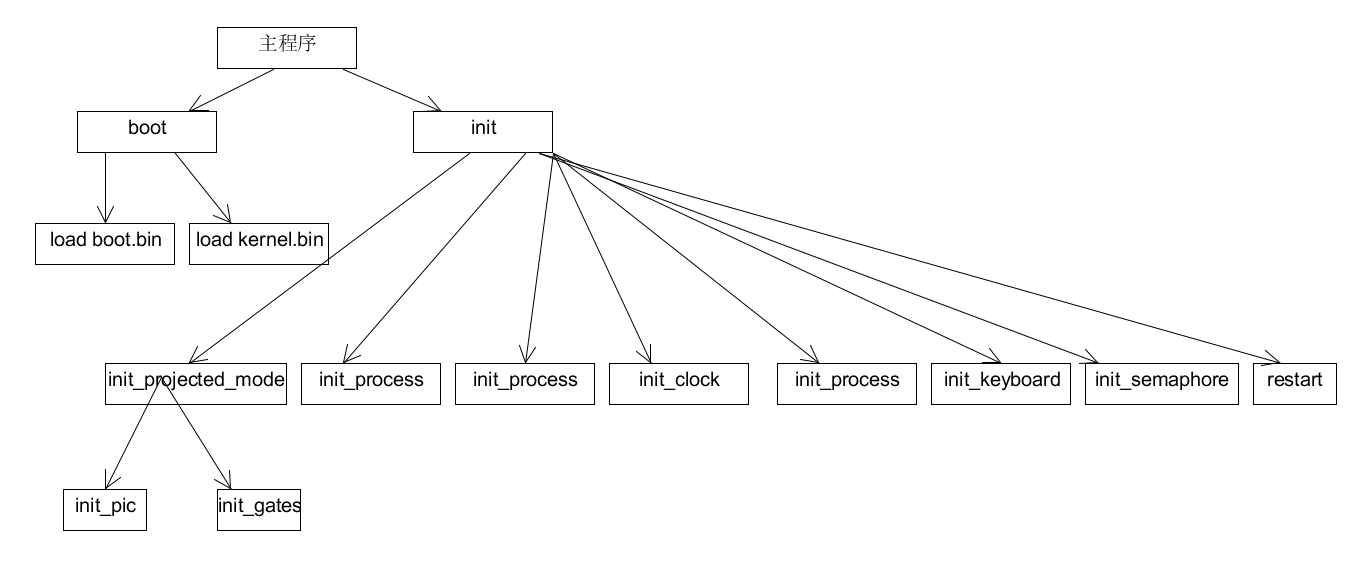 主程序
boot
init
load boot.bin
load kernel.bin
init_projected_mode
init_process
init_process
init_clock
init_process
init_keyboard
init_semaphore
restart
init_pic
init_gates